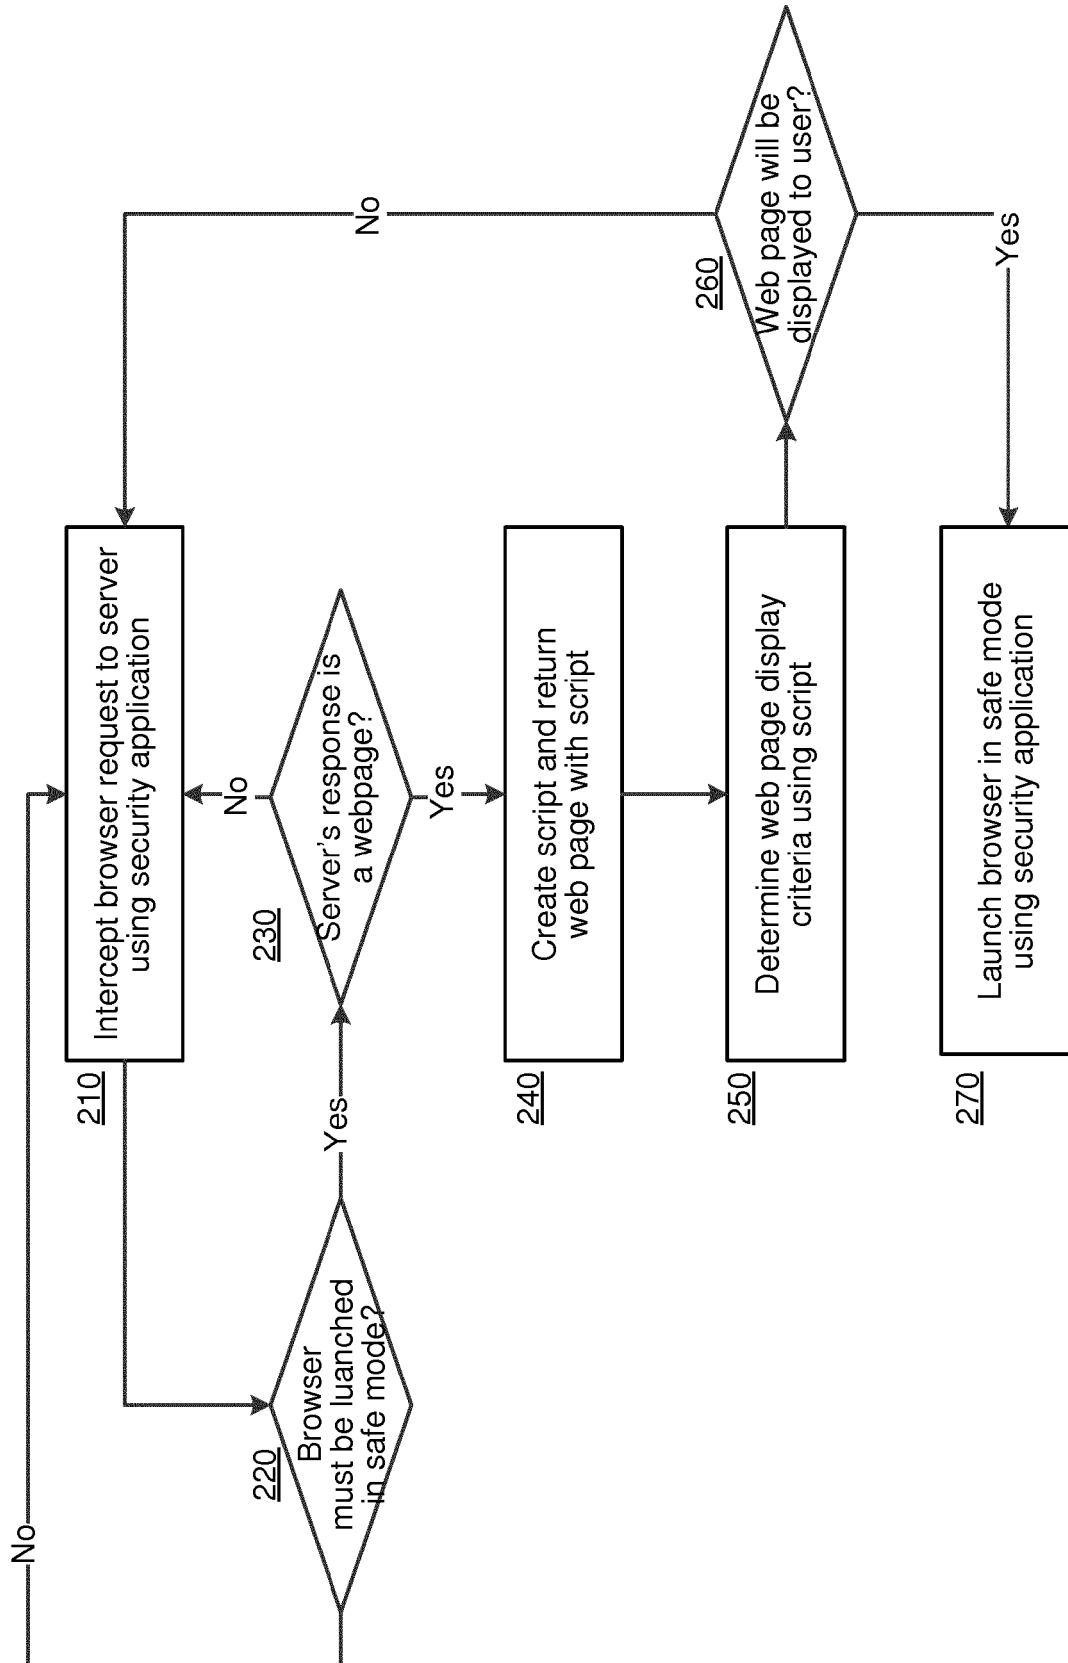 No
210
Intercept browser request to server
using security application
220
Browser
must be luanched
in safe mode?
Yes
230
Server's response is
a webpage?
No
Yes
240
Create script and return
web page with script
250
Determine web page display
criteria using script
260
Web page will be
displayed to user?
No
Yes
270
Launch browser in safe mode
using security application